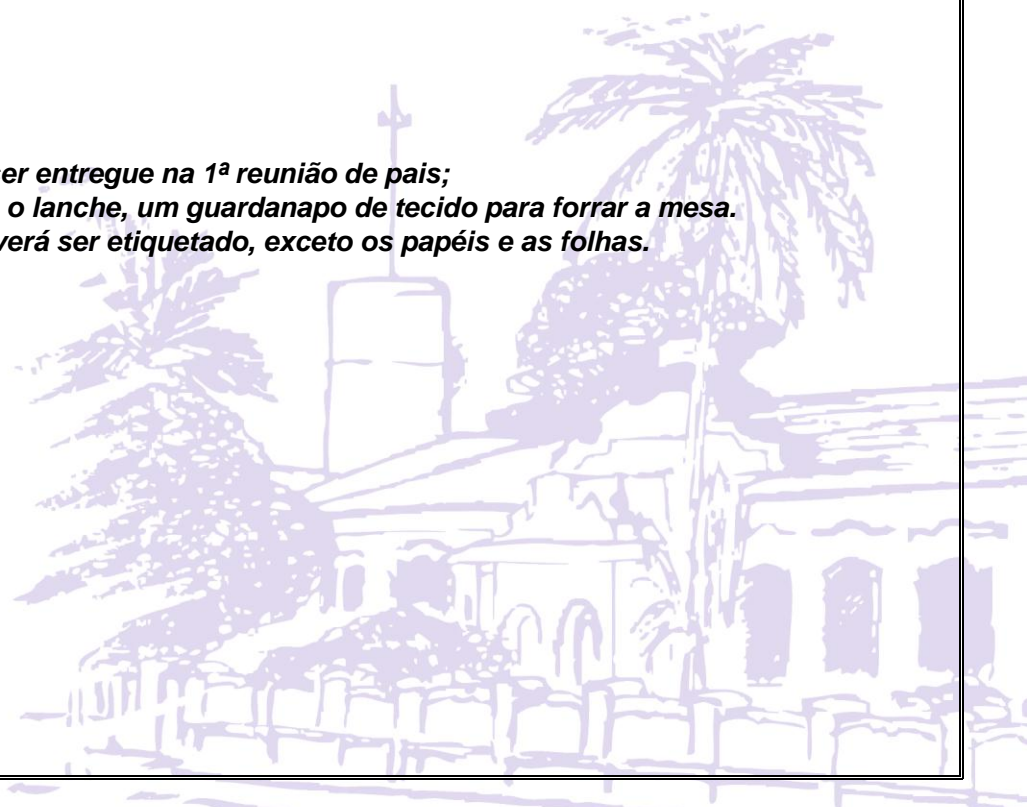 er entregue na 1ª reunião de pais;
o lanche, um guardanapo de tecido para forrar a mesa.
verá ser etiquetado, exceto os papéis e as folhas.